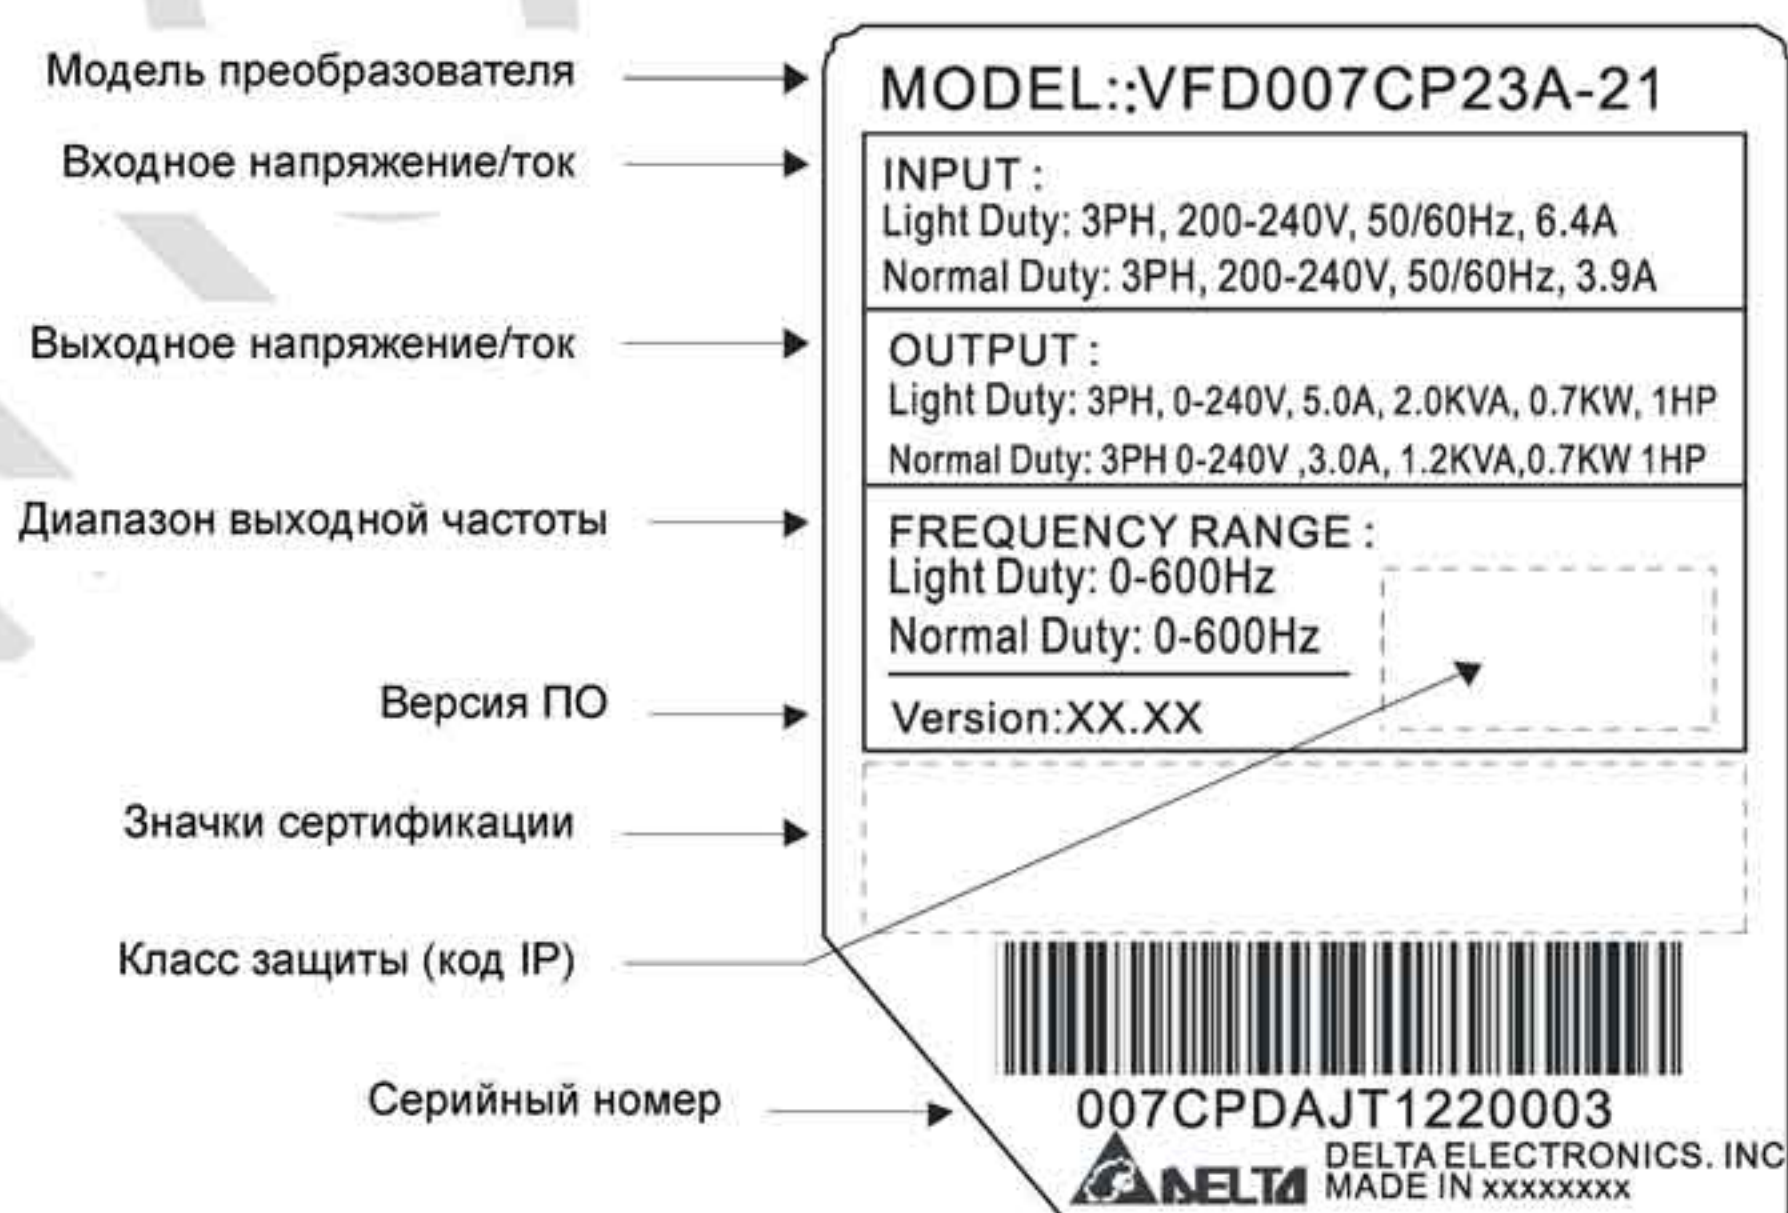 Модель преобразователя
MODEL::VFD007CP23A-21
Входное напряжение/ток
INPUT :
Light Duty: 3PH, 200-240V, 50/60Hz, 6.4A
Normal Duty: 3PH, 200-240V, 50/60Hz, 3.9A
Выходное напряжение/ток
OUTPUT :
Light Duty: 3PH, 0-240V, 5.0A, 2.0KVA, 0.7KW, 1HP
Normal Duty: 3PH 0-240V ,3.0A, 1.2KVA,0.7KW 1HP
Диапазон выходной частоты
FREQUENCY RANGE :
Light Duty: 0-600Hz
Normal Duty: 0-600Hz
Версия ПО
Version:XX.XX
Значки сертификации
Класс защиты (код IP)
Серийный номер
007CPDAJT1220003
DELTA
DELTA ELECTRONICS. INC
MADE IN xxxxxxxx